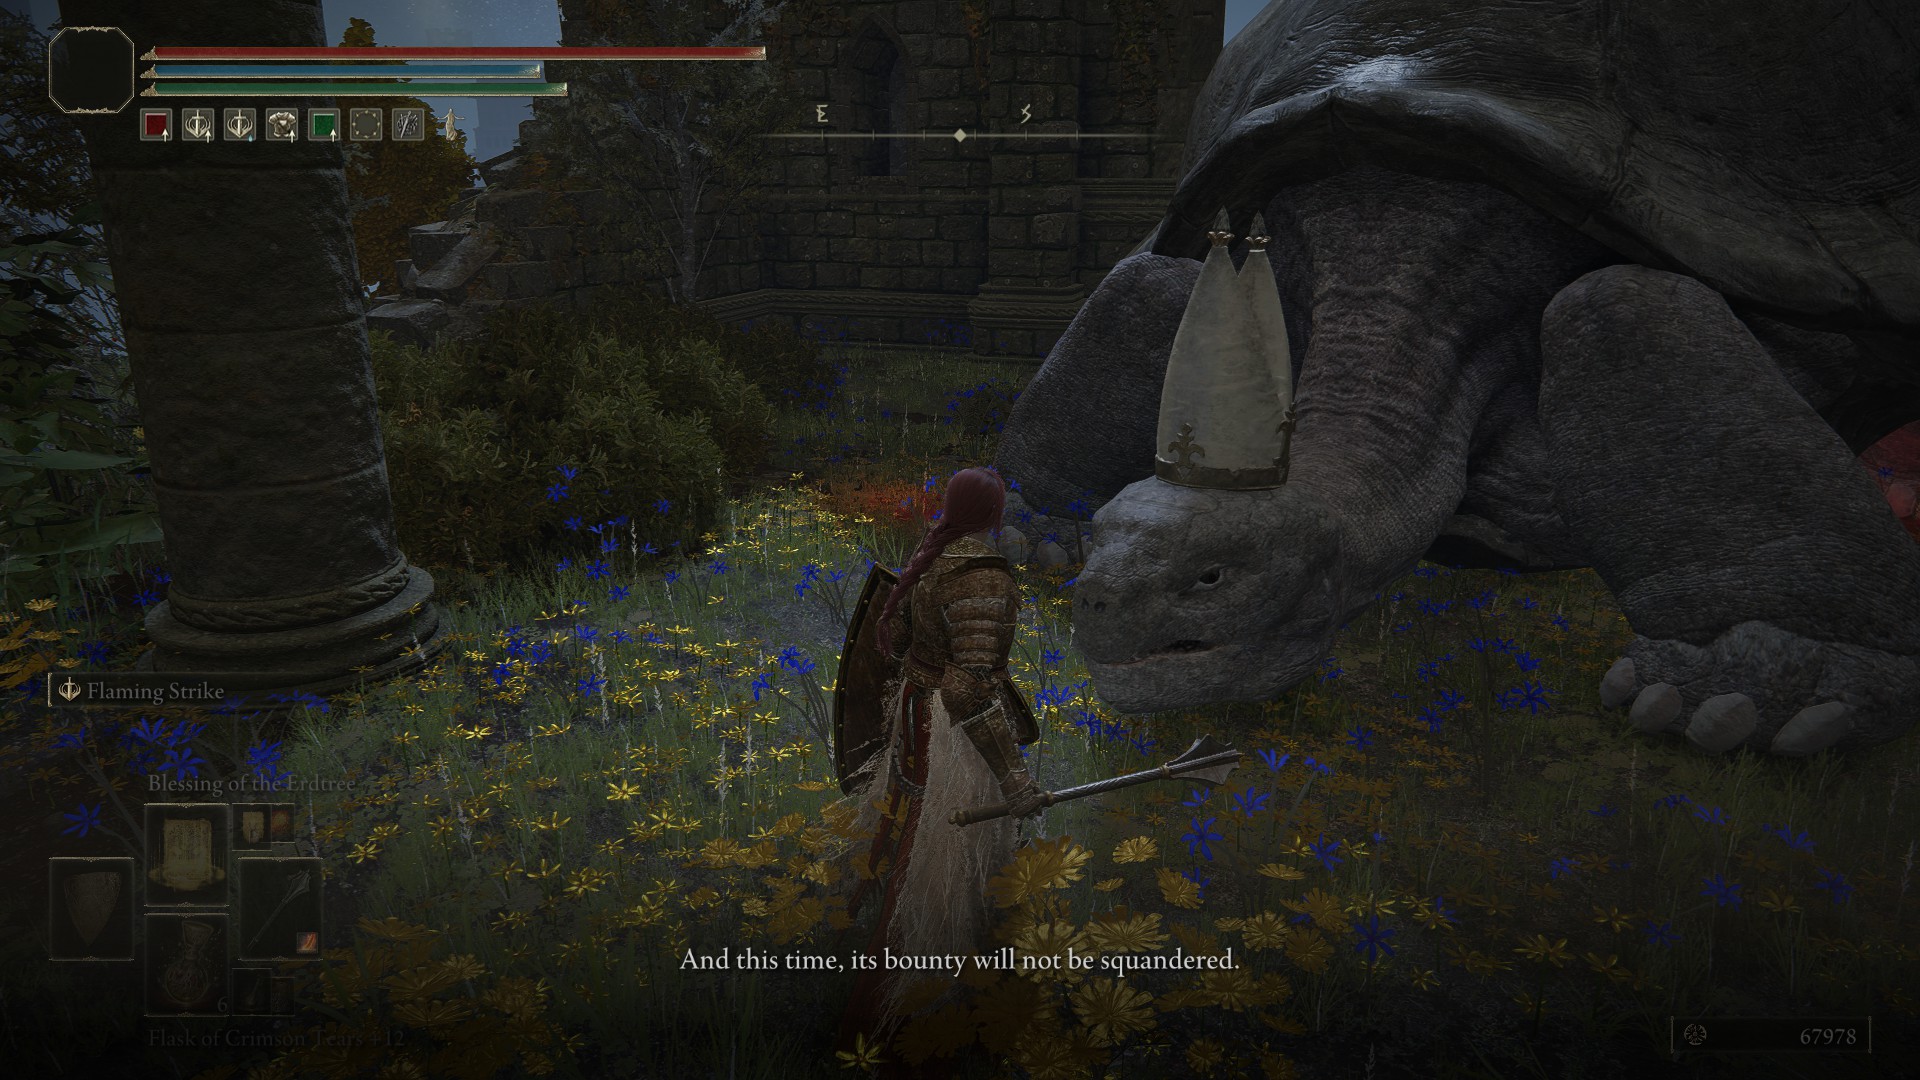 E
S
Flaming Strike
Blessing of the Erdtree
6
Flask of Crimson Tears +12
And this time, its bounty will not be squandered.
67978